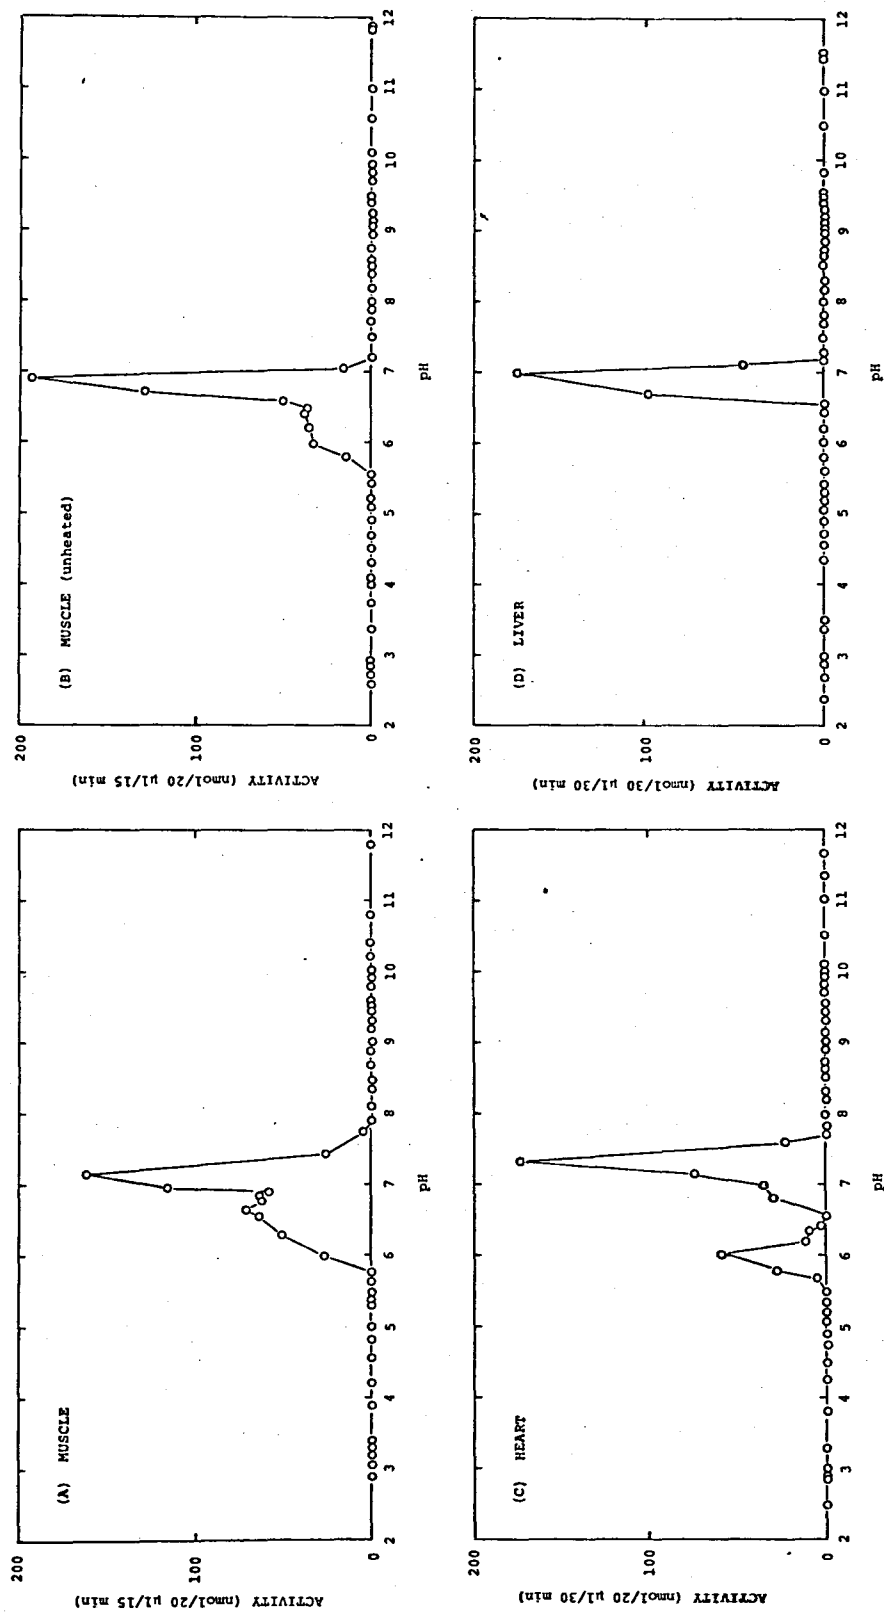 (A) MUSCLE
ACTIVITY (nmol/20 µl/15 min)
200
100
0
2 3 4 5 6 7 8 9 10 11 12
pH
(B) MUSCLE (unheated)
ACTIVITY (nmol/20 µl/15 min)
200
100
0
2 3 4 5 6 7 8 9 10 11 12
pH
(C) HEART
ACTIVITY (nmol/20 µl/30 min)
200
100
0
2 3 4 5 6 7 8 9 10 11 12
pH
(D) LIVER
ACTIVITY (nmol/30 µl/30 min)
200
100
0
2 3 4 5 6 7 8 9 10 11 12
pH